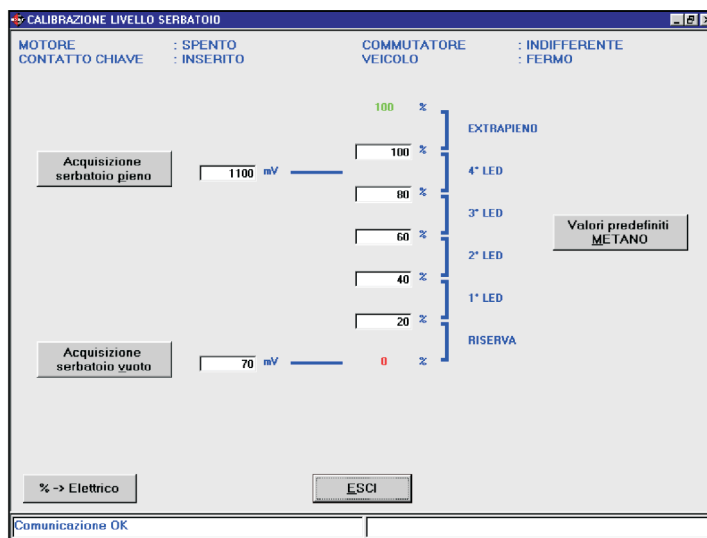 CALIBRAZIONE LIVELLO SERBATOIO
MOTORE : SPENTO COMMUTATORE : INDIFFERENTE
CONTATTO CHIAVE : INSERITO VEICOLO : FERMO
100 %
EXTRAPIENO
100 %
Acquisizione serbatoio pieno
1100 mV
4° LED
80 %
3° LED
Valori predefiniti METANO
60 %
2° LED
40 %
1° LED
20 %
RISERVA
Acquisizione serbatoio vuoto
70 mV
0 %
% -> Elettrico
ESCI
Comunicazione OK